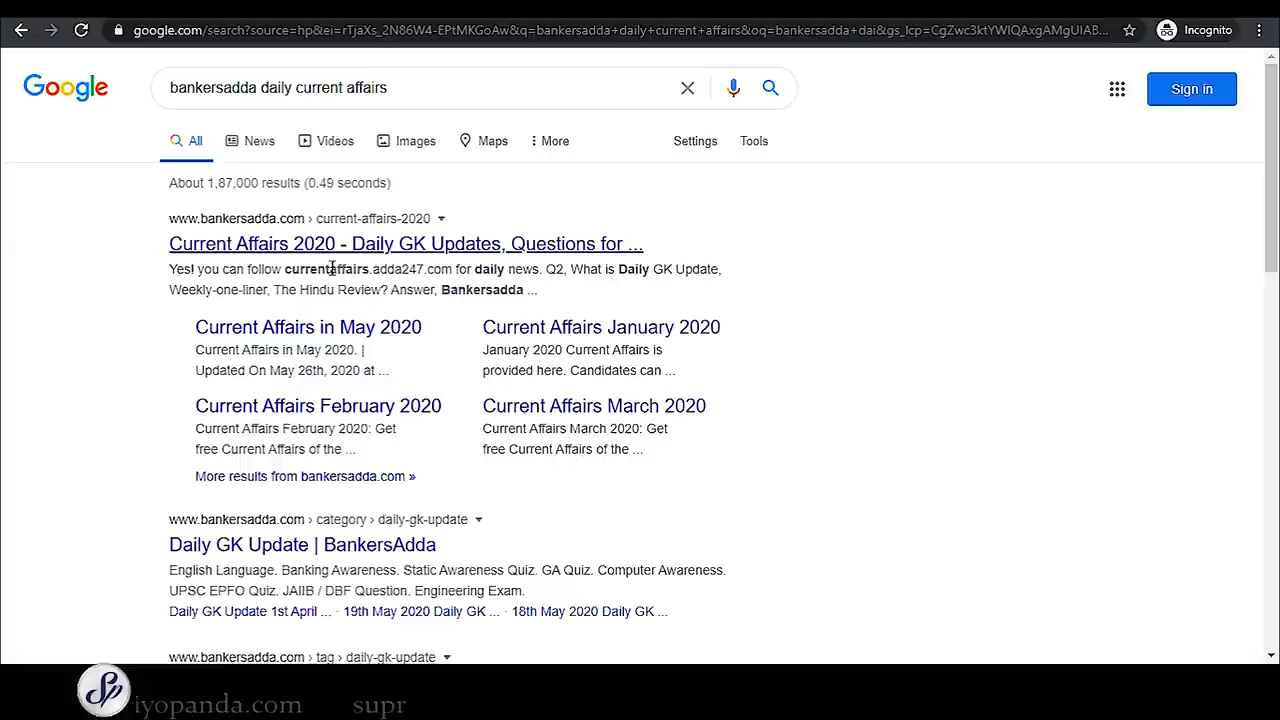 google.com/search?source=hp&ei=rTjaXs_2N86W4-EPtMKGoAw&q=bankersadda+daily+current+affairs&oq=bankersadda+dai&gs_lcp=CgZwc3ktYWIQAxgAMgUIAB...
Incognito
Google
bankersadda daily current affairs
Sign in
All News Videos Images Maps More Settings Tools
About 1,87,000 results (0.49 seconds)
www.bankersadda.com › current-affairs-2020
Current Affairs 2020 - Daily GK Updates, Questions for ...
Yes! you can follow currentaffairs.adda247.com for daily news. Q2, What is Daily GK Update,
Weekly-one-liner, The Hindu Review? Answer, Bankersadda ...
Current Affairs in May 2020
Current Affairs in May 2020. |
Updated On May 26th, 2020 at ...
Current Affairs January 2020
January 2020 Current Affairs is
provided here. Candidates can ...
Current Affairs February 2020
Current Affairs February 2020: Get
free Current Affairs of the ...
Current Affairs March 2020
Current Affairs March 2020: Get
free Current Affairs of the ...
More results from bankersadda.com »
www.bankersadda.com › category › daily-gk-update
Daily GK Update | BankersAdda
English Language. Banking Awareness. Static Awareness Quiz. GA Quiz. Computer Awareness.
UPSC EPFO Quiz. JAIIB / DBF Question. Engineering Exam.
Daily GK Update 1st April ... · 19th May 2020 Daily GK ... · 18th May 2020 Daily GK ...
www.bankersadda.com › tag › daily-gk-update
iyopanda.com supr